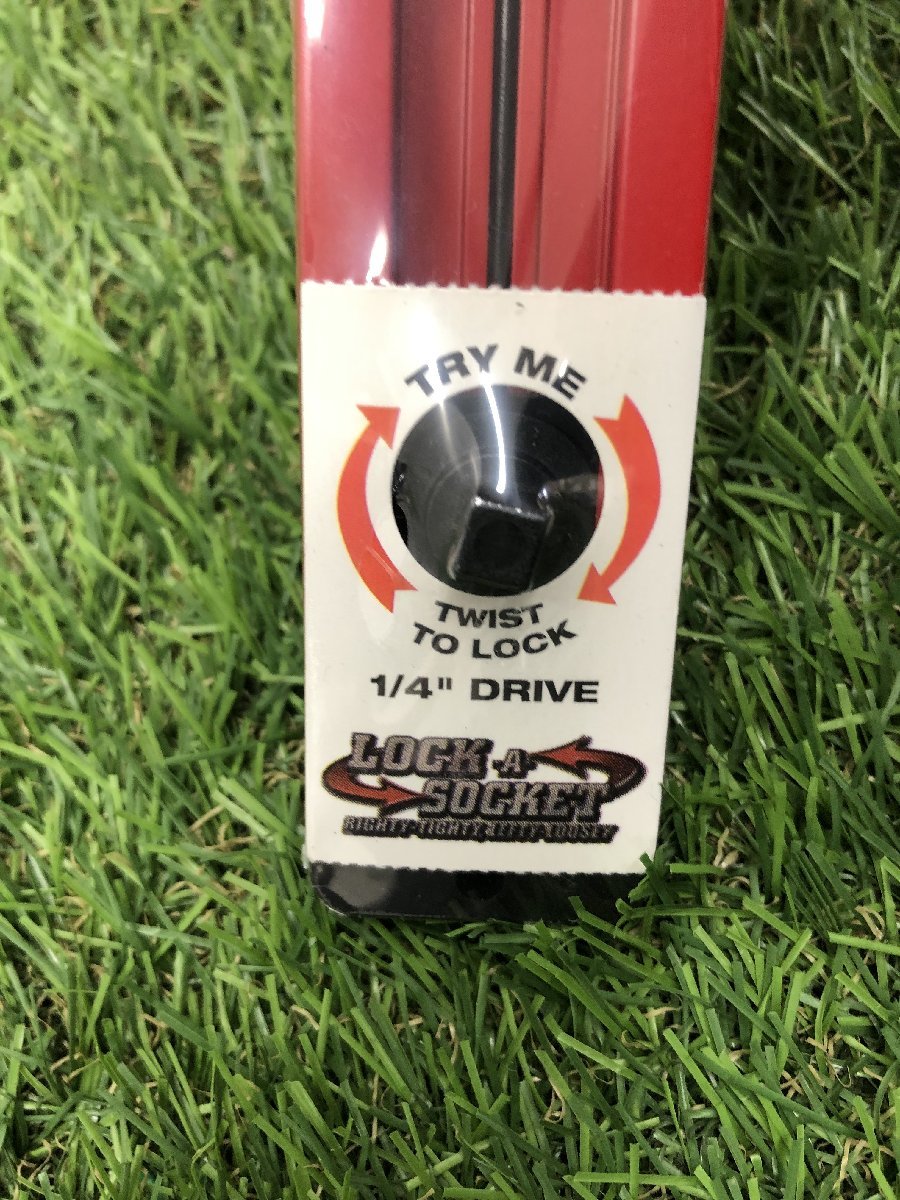 TRY ME
TWIST
TO LOCK
1/4" DRIVE
LOCK -A-
SOCKET
RIGHTY-TIGHTY, LEFTY-LOOSEY